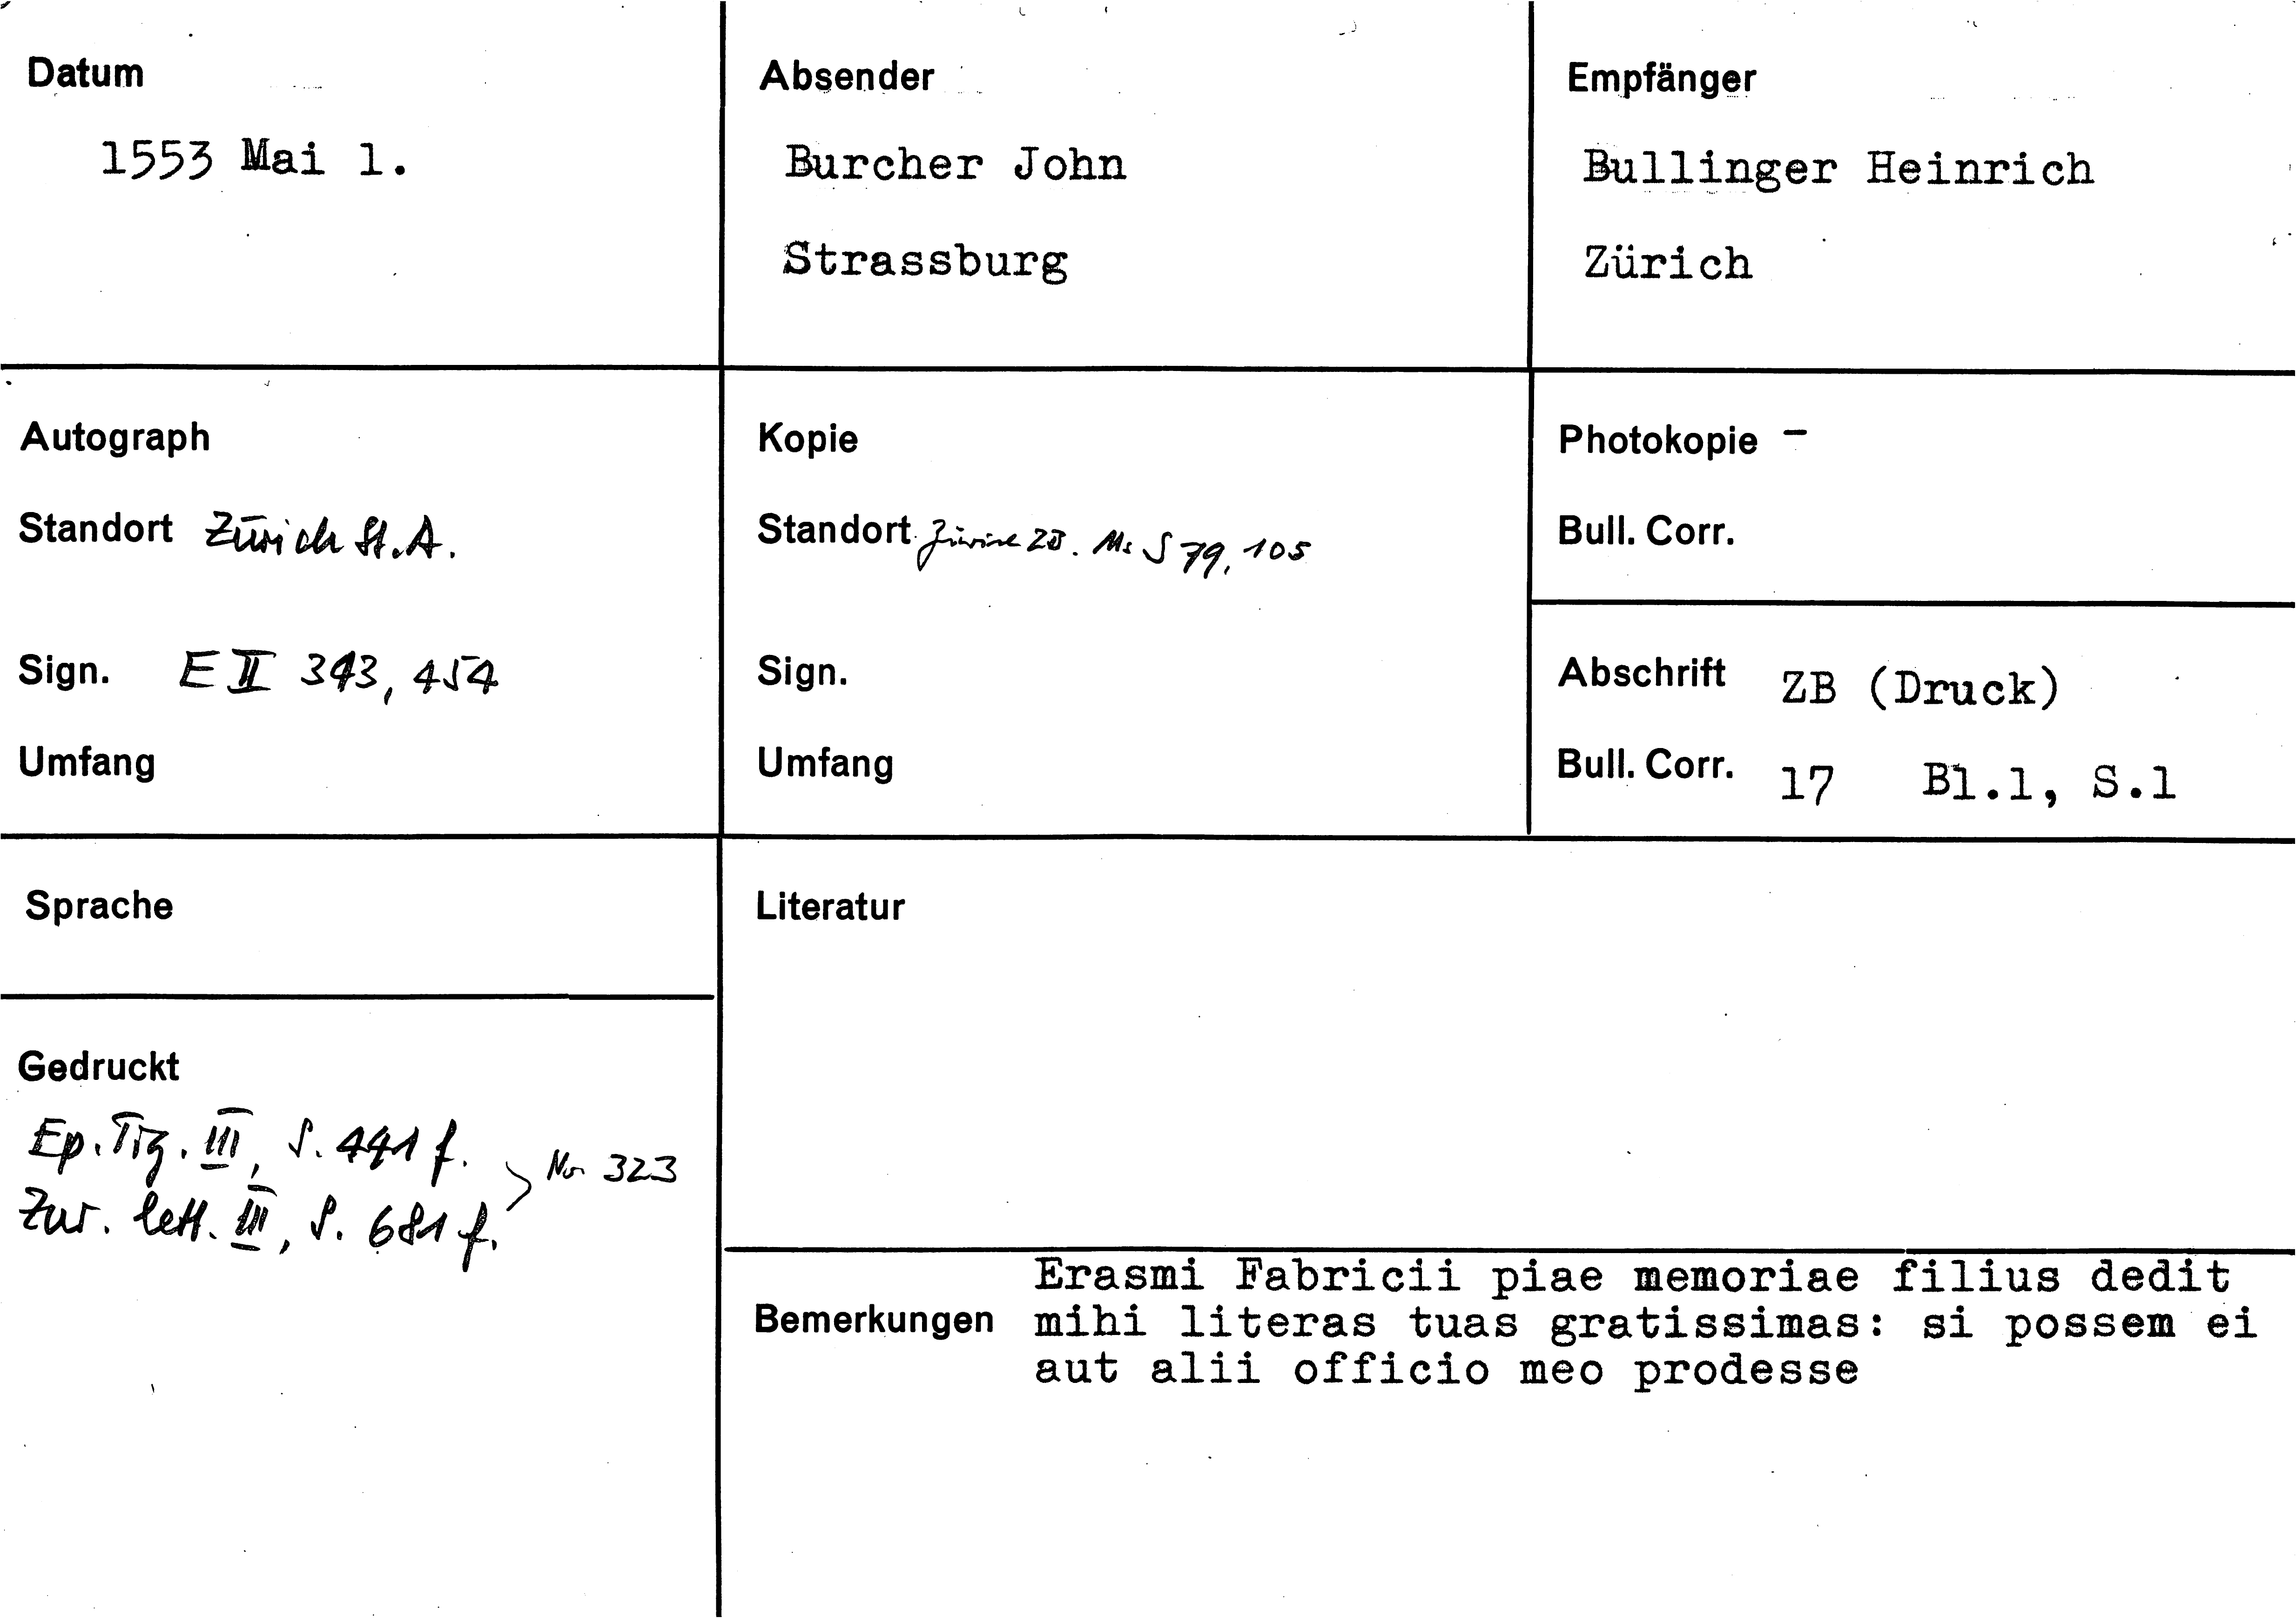 Datum
1553 Mai 1.
Absender
Burcher John
Strassburg
Empfänger
Bullinger Heinrich
Zürich
Autograph
Standort Zürich St.A.
Sign. E II 343, 454
Umfang
Kopie
Standort Zürich ZB. Ms S 79, 105
Sign.
Umfang
Photokopie -
Bull. Corr.
Abschrift ZB (Druck)
Bull. Corr. 17 Bl.1, S.1
Sprache
Literatur
Gedruckt
Ep. Tig. III, S. 441 f.
Zur. lett. III, S. 681 f.
No 323
Bemerkungen
Erasmi Fabricii piae memoriae filius dedit
mihi literas tuas gratissimas: si possem ei
aut alii officio meo prodesse